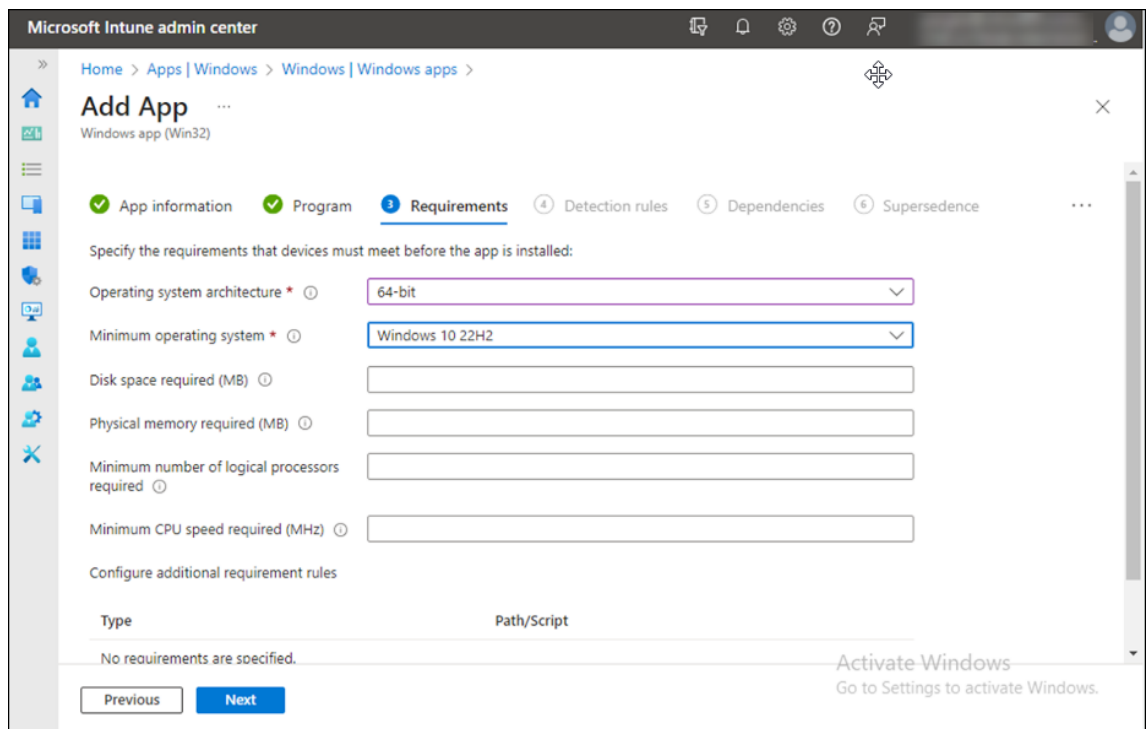 Microsoft Intune admin center
Home > Apps | Windows > Windows | Windows apps >
Add App ...
Windows app (Win32)
App information Program 3 Requirements 4 Detection rules 5 Dependencies 6 Supersedence ...
Specify the requirements that devices must meet before the app is installed:
Operating system architecture * 64-bit
Minimum operating system * Windows 10 22H2
Disk space required (MB)
Physical memory required (MB)
Minimum number of logical processors
required
Minimum CPU speed required (MHz)
Configure additional requirement rules
Type Path/Script
No requirements are specified.
Activate Windows
Go to Settings to activate Windows.
Previous Next